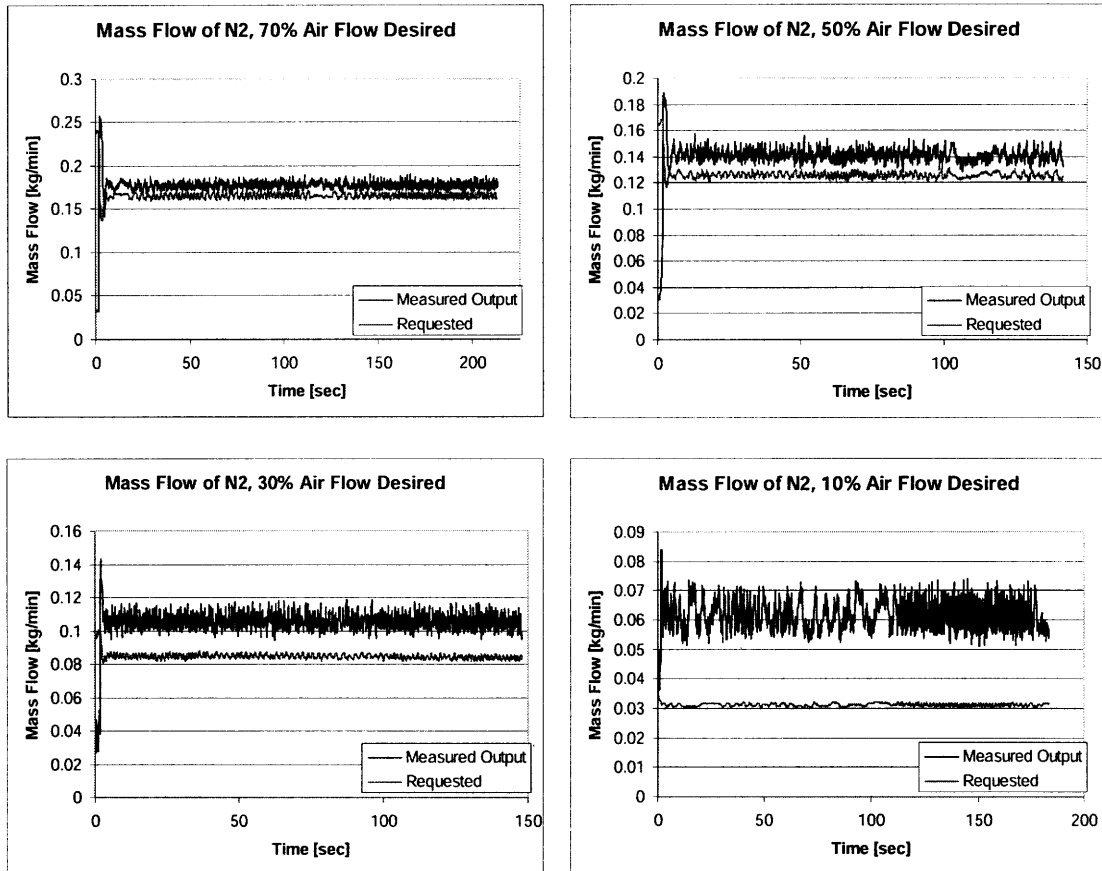 Mass Flow of N2, 70% Air Flow Desired
0.3
0.25
0.2
0.15
0.1
0.05
0
Mass Flow [kg/min]
Measured Output
Requested
0 50 100 150 200
Time [sec]
Mass Flow of N2, 50% Air Flow Desired
0.2
0.18
0.16
0.14
0.12
0.1
0.08
0.06
0.04
0.02
0
Mass Flow [kg/min]
Measured Output
Requested
0 50 100 150
Time [sec]
Mass Flow of N2, 30% Air Flow Desired
0.16
0.14
0.12
0.1
0.08
0.06
0.04
0.02
0
Mass Flow [kg/min]
Measured Output
Requested
0 50 100 150
Time [sec]
Mass Flow of N2, 10% Air Flow Desired
0.09
0.08
0.07
0.06
0.05
0.04
0.03
0.02
0.01
0
Mass Flow [kg/min]
Measured Output
Requested
0 50 100 150 200
Time [sec]